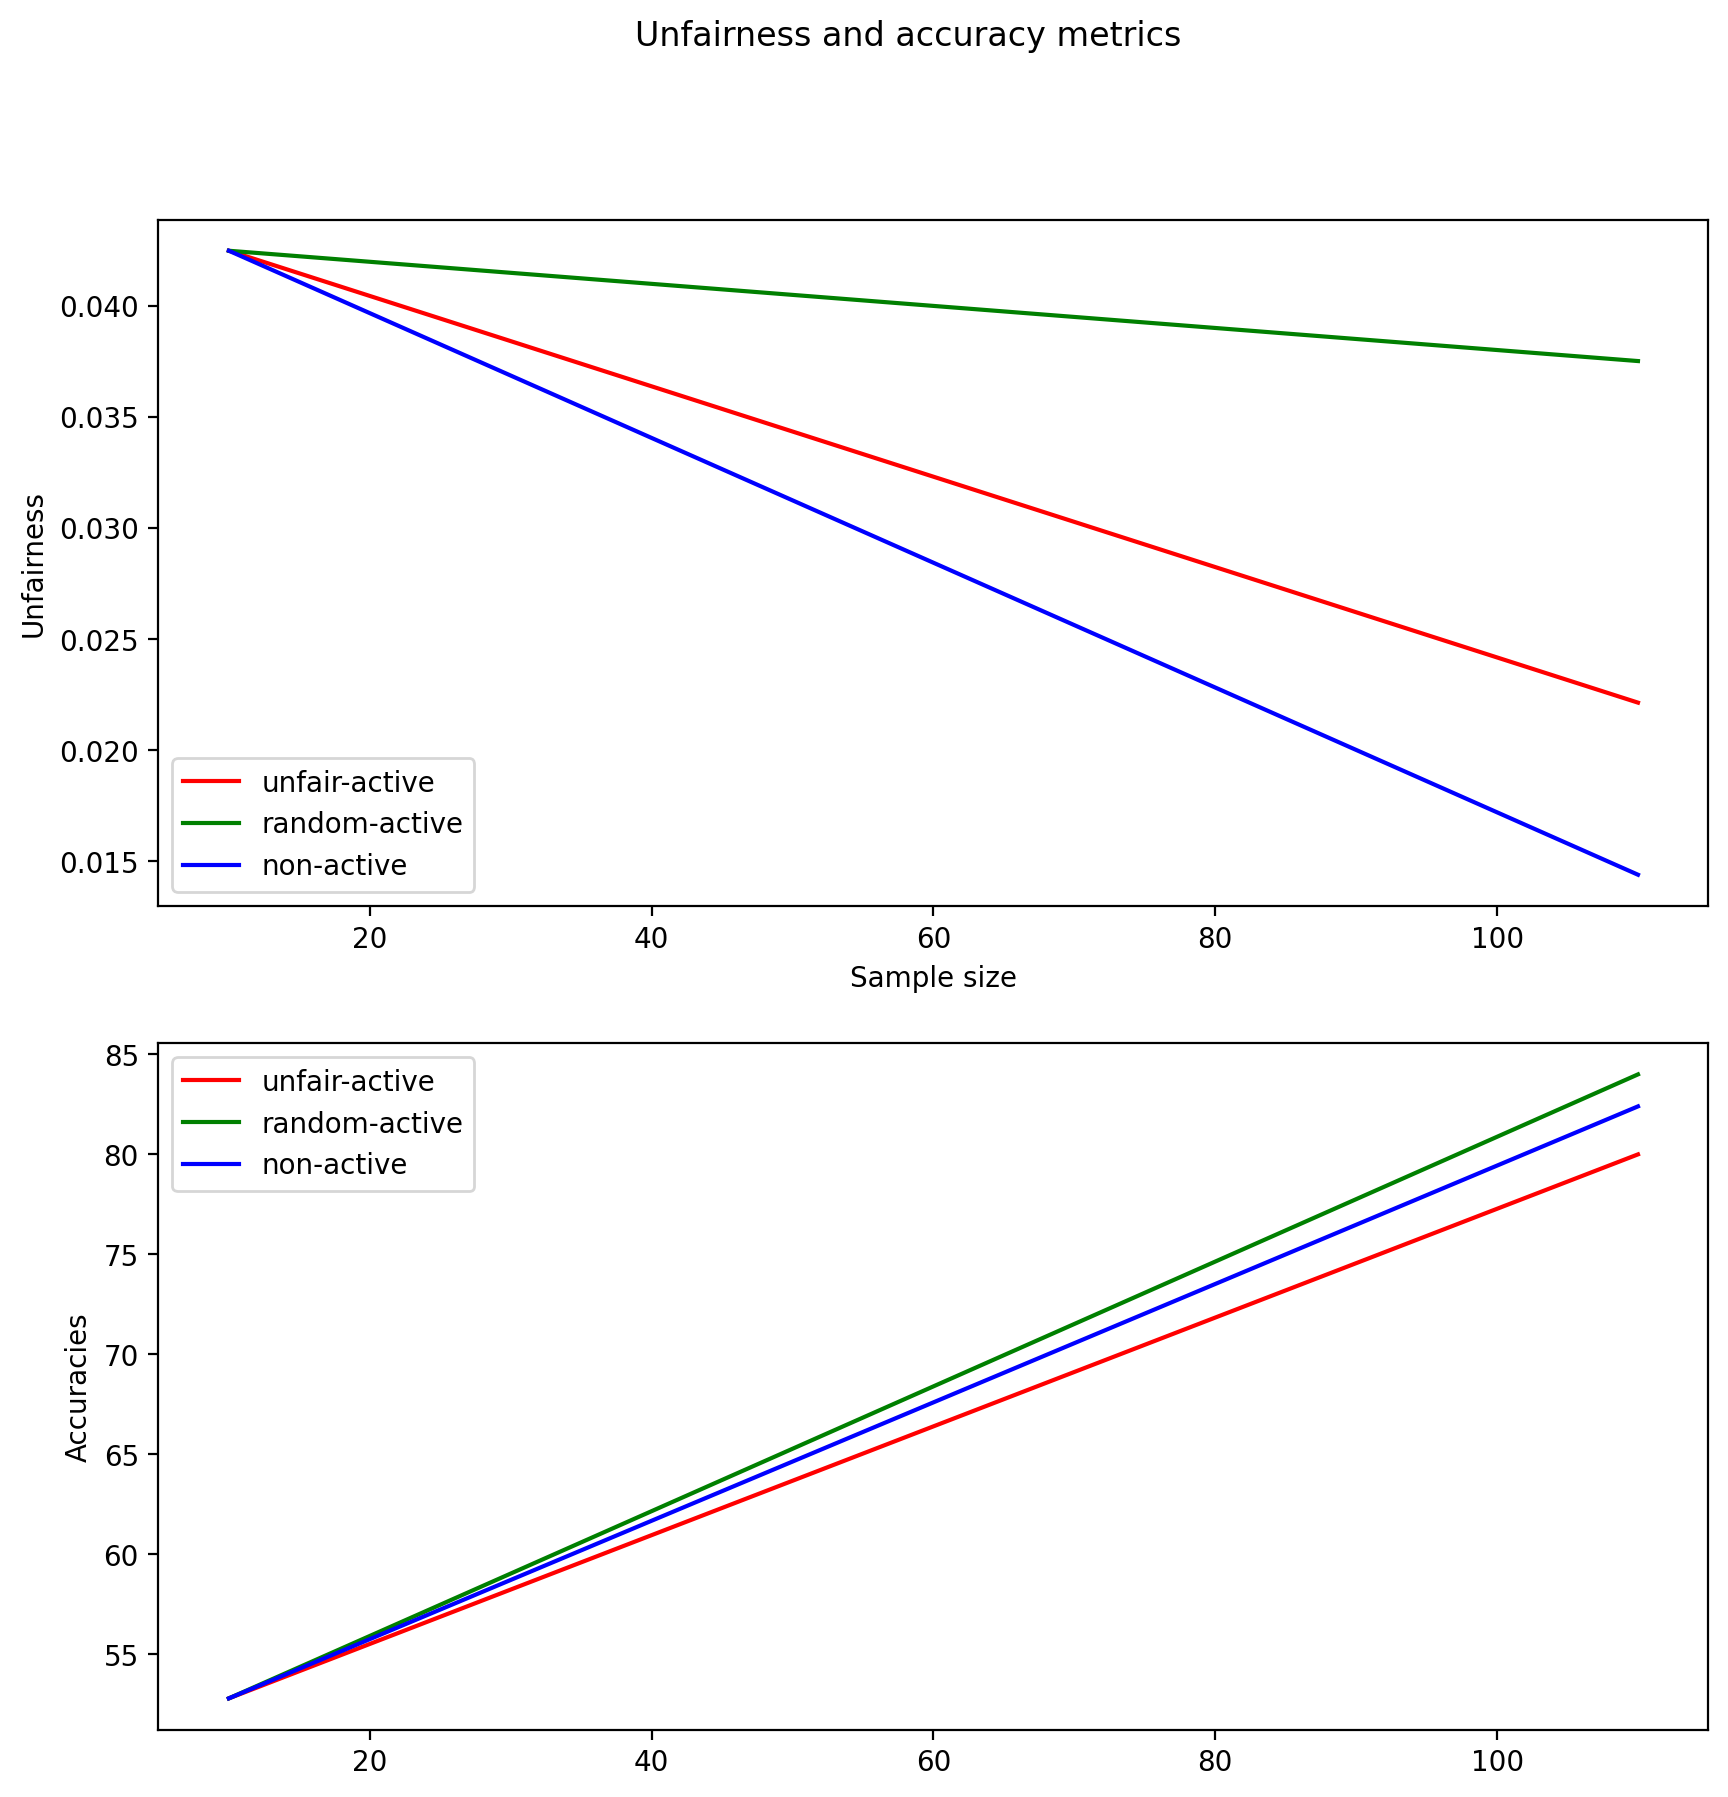 Unfairness and accuracy metrics
Unfairness
0.040
0.035
0.030
0.025
0.020
0.015
unfair-active
random-active
non-active
20 40 60 80 100
Sample size
Accuracies
85
80
75
70
65
60
55
unfair-active
random-active
non-active
20 40 60 80 100